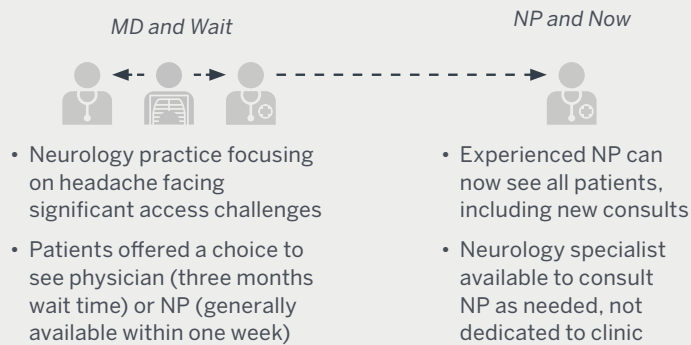 MD and Wait
• Neurology practice focusing
on headache facing
significant access challenges
• Patients offered a choice to
see physician (three months
wait time) or NP (generally
available within one week)
NP and Now
• Experienced NP can
now see all patients,
including new consults
• Neurology specialist
available to consult
NP as needed, not
dedicated to clinic